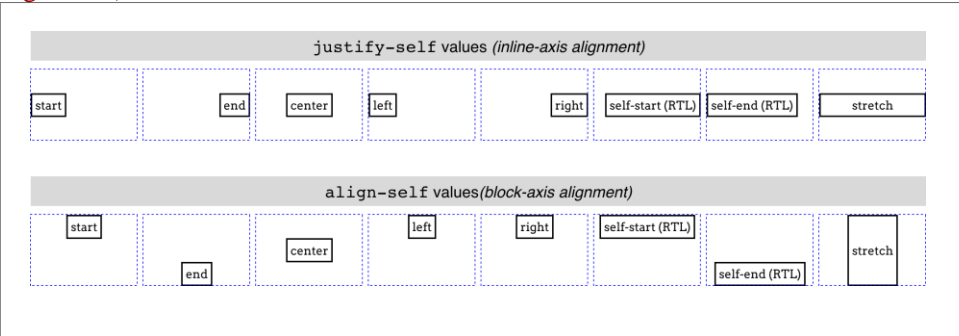 justify-self values (inline-axis alignment)
start end center left right self-start (RTL) self-end (RTL) stretch
align-self values(block-axis alignment)
start left right self-start (RTL)
center stretch
end self-end (RTL)